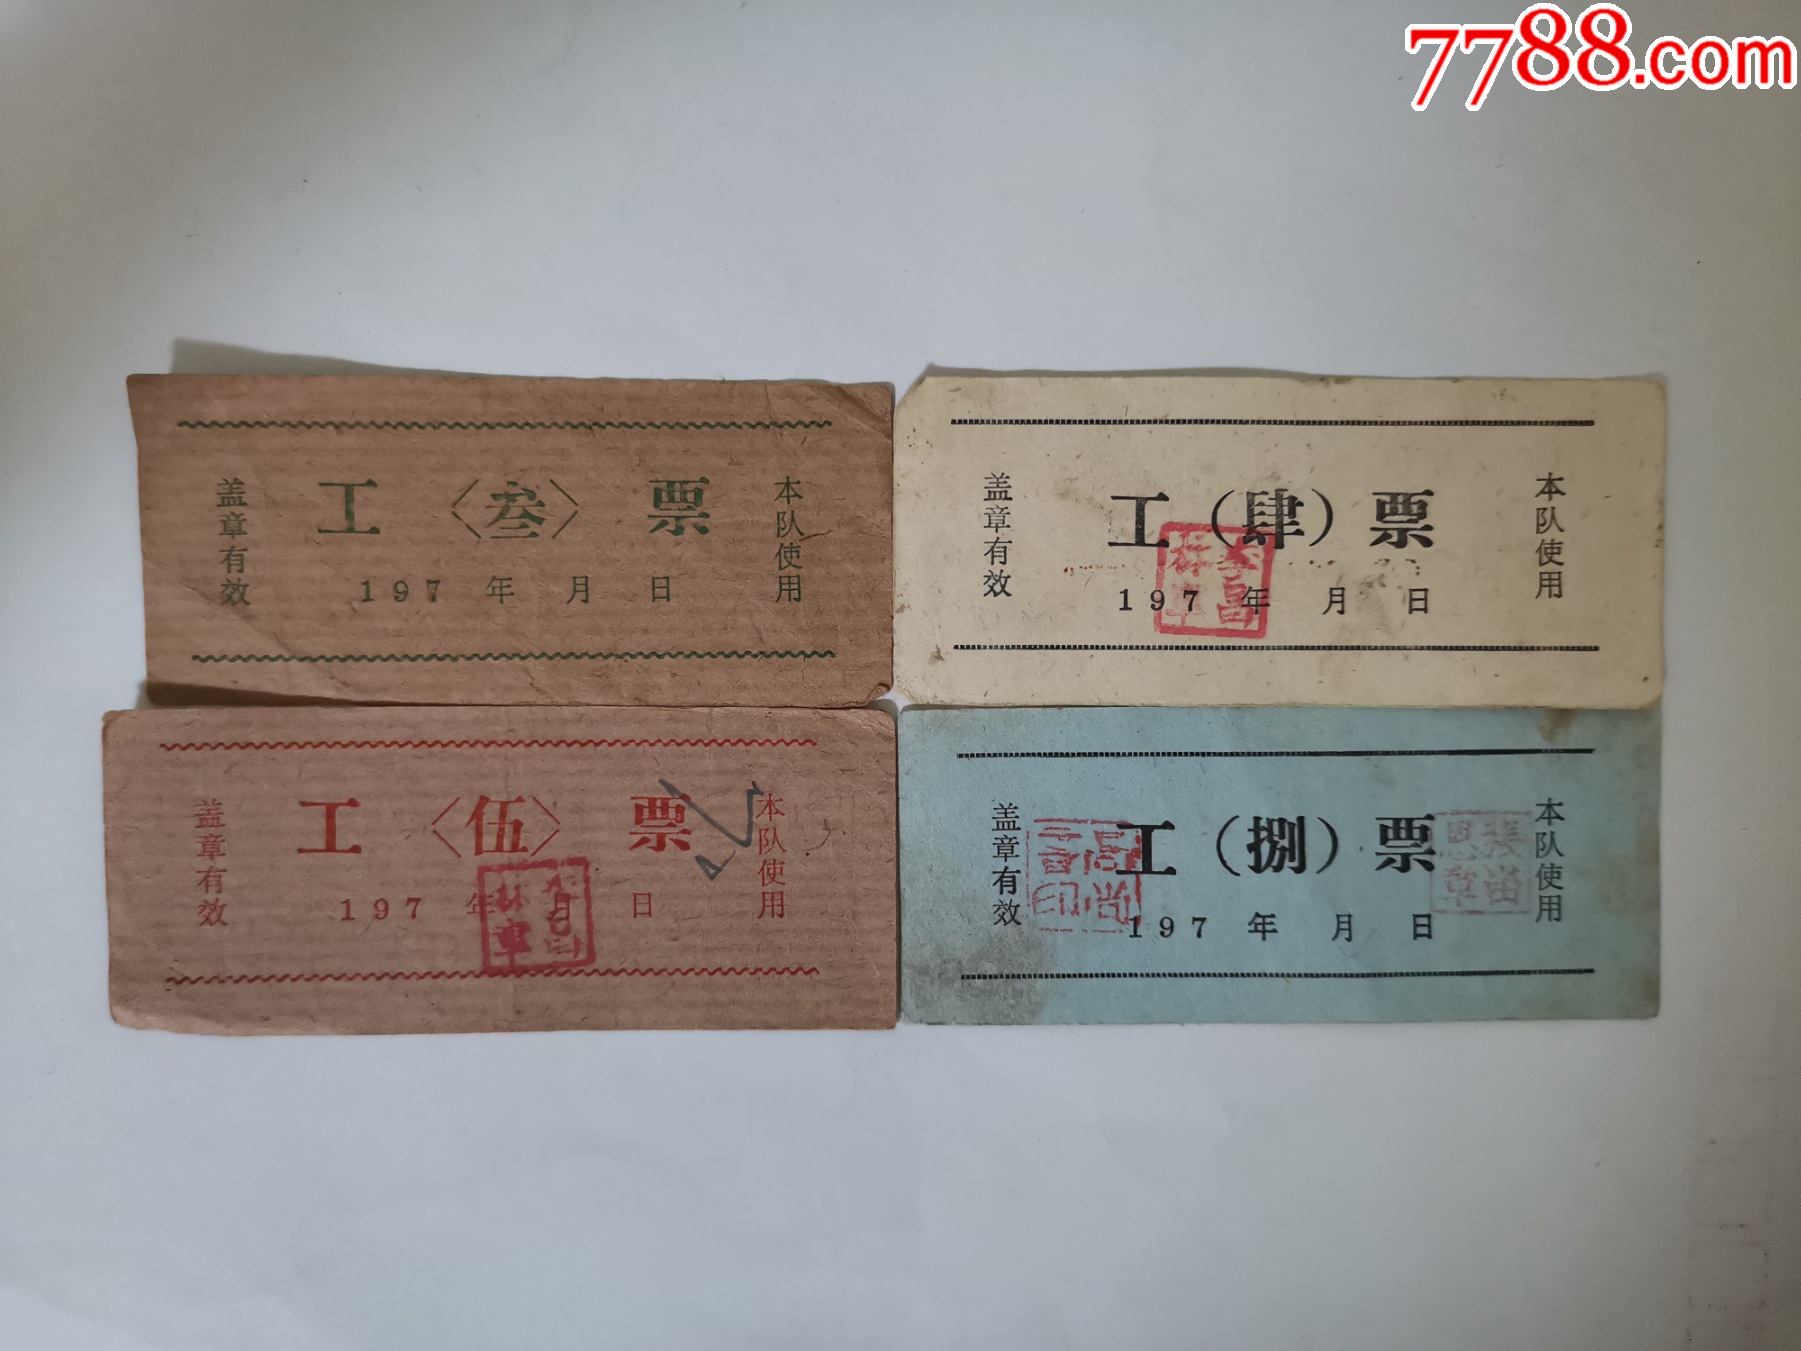 7788.com
盖章有效
工〈叁〉票
197 年 月 日
本队使用
盖章有效
工（肆）票
197 年 月 日
本队使用
盖章有效
工〈伍〉票
197 年 日
本队使用
盖章有效
工（捌）票
197 年 月 日
本队使用